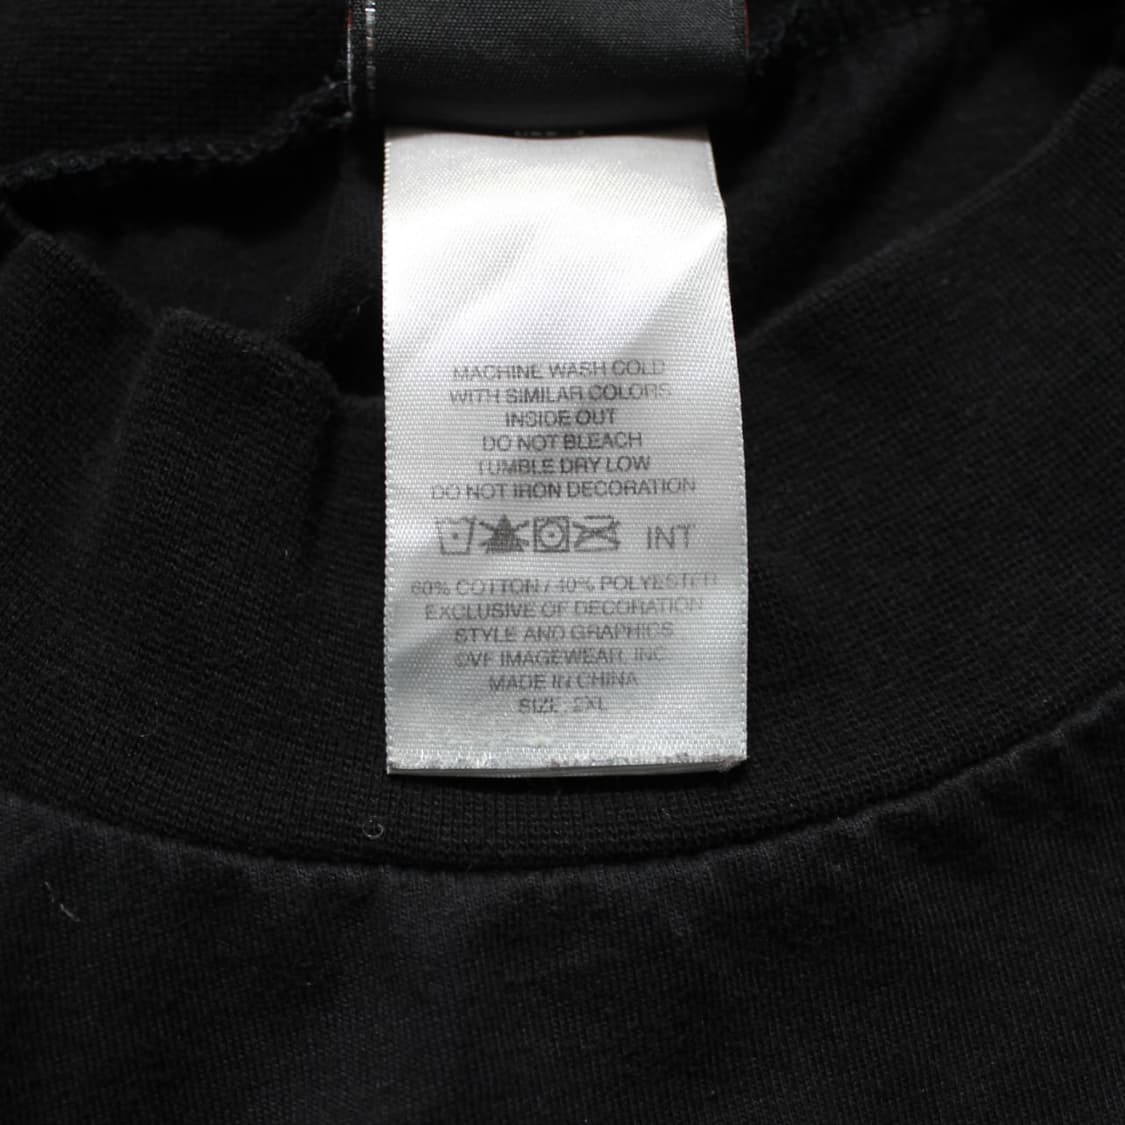 MACHINE WASH COLD
WITH SIMILAR COLORS
INSIDE OUT
DO NOT BLEACH
TUMBLE DRY LOW
DO NOT IRON DECORATION
INT
60% COTTON / 40% POLYESTER
EXCLUSIVE OF DECORATION
STYLE AND GRAPHICS
©VF IMAGEWEAR, INC.
MADE IN CHINA
SIZE: 2XL